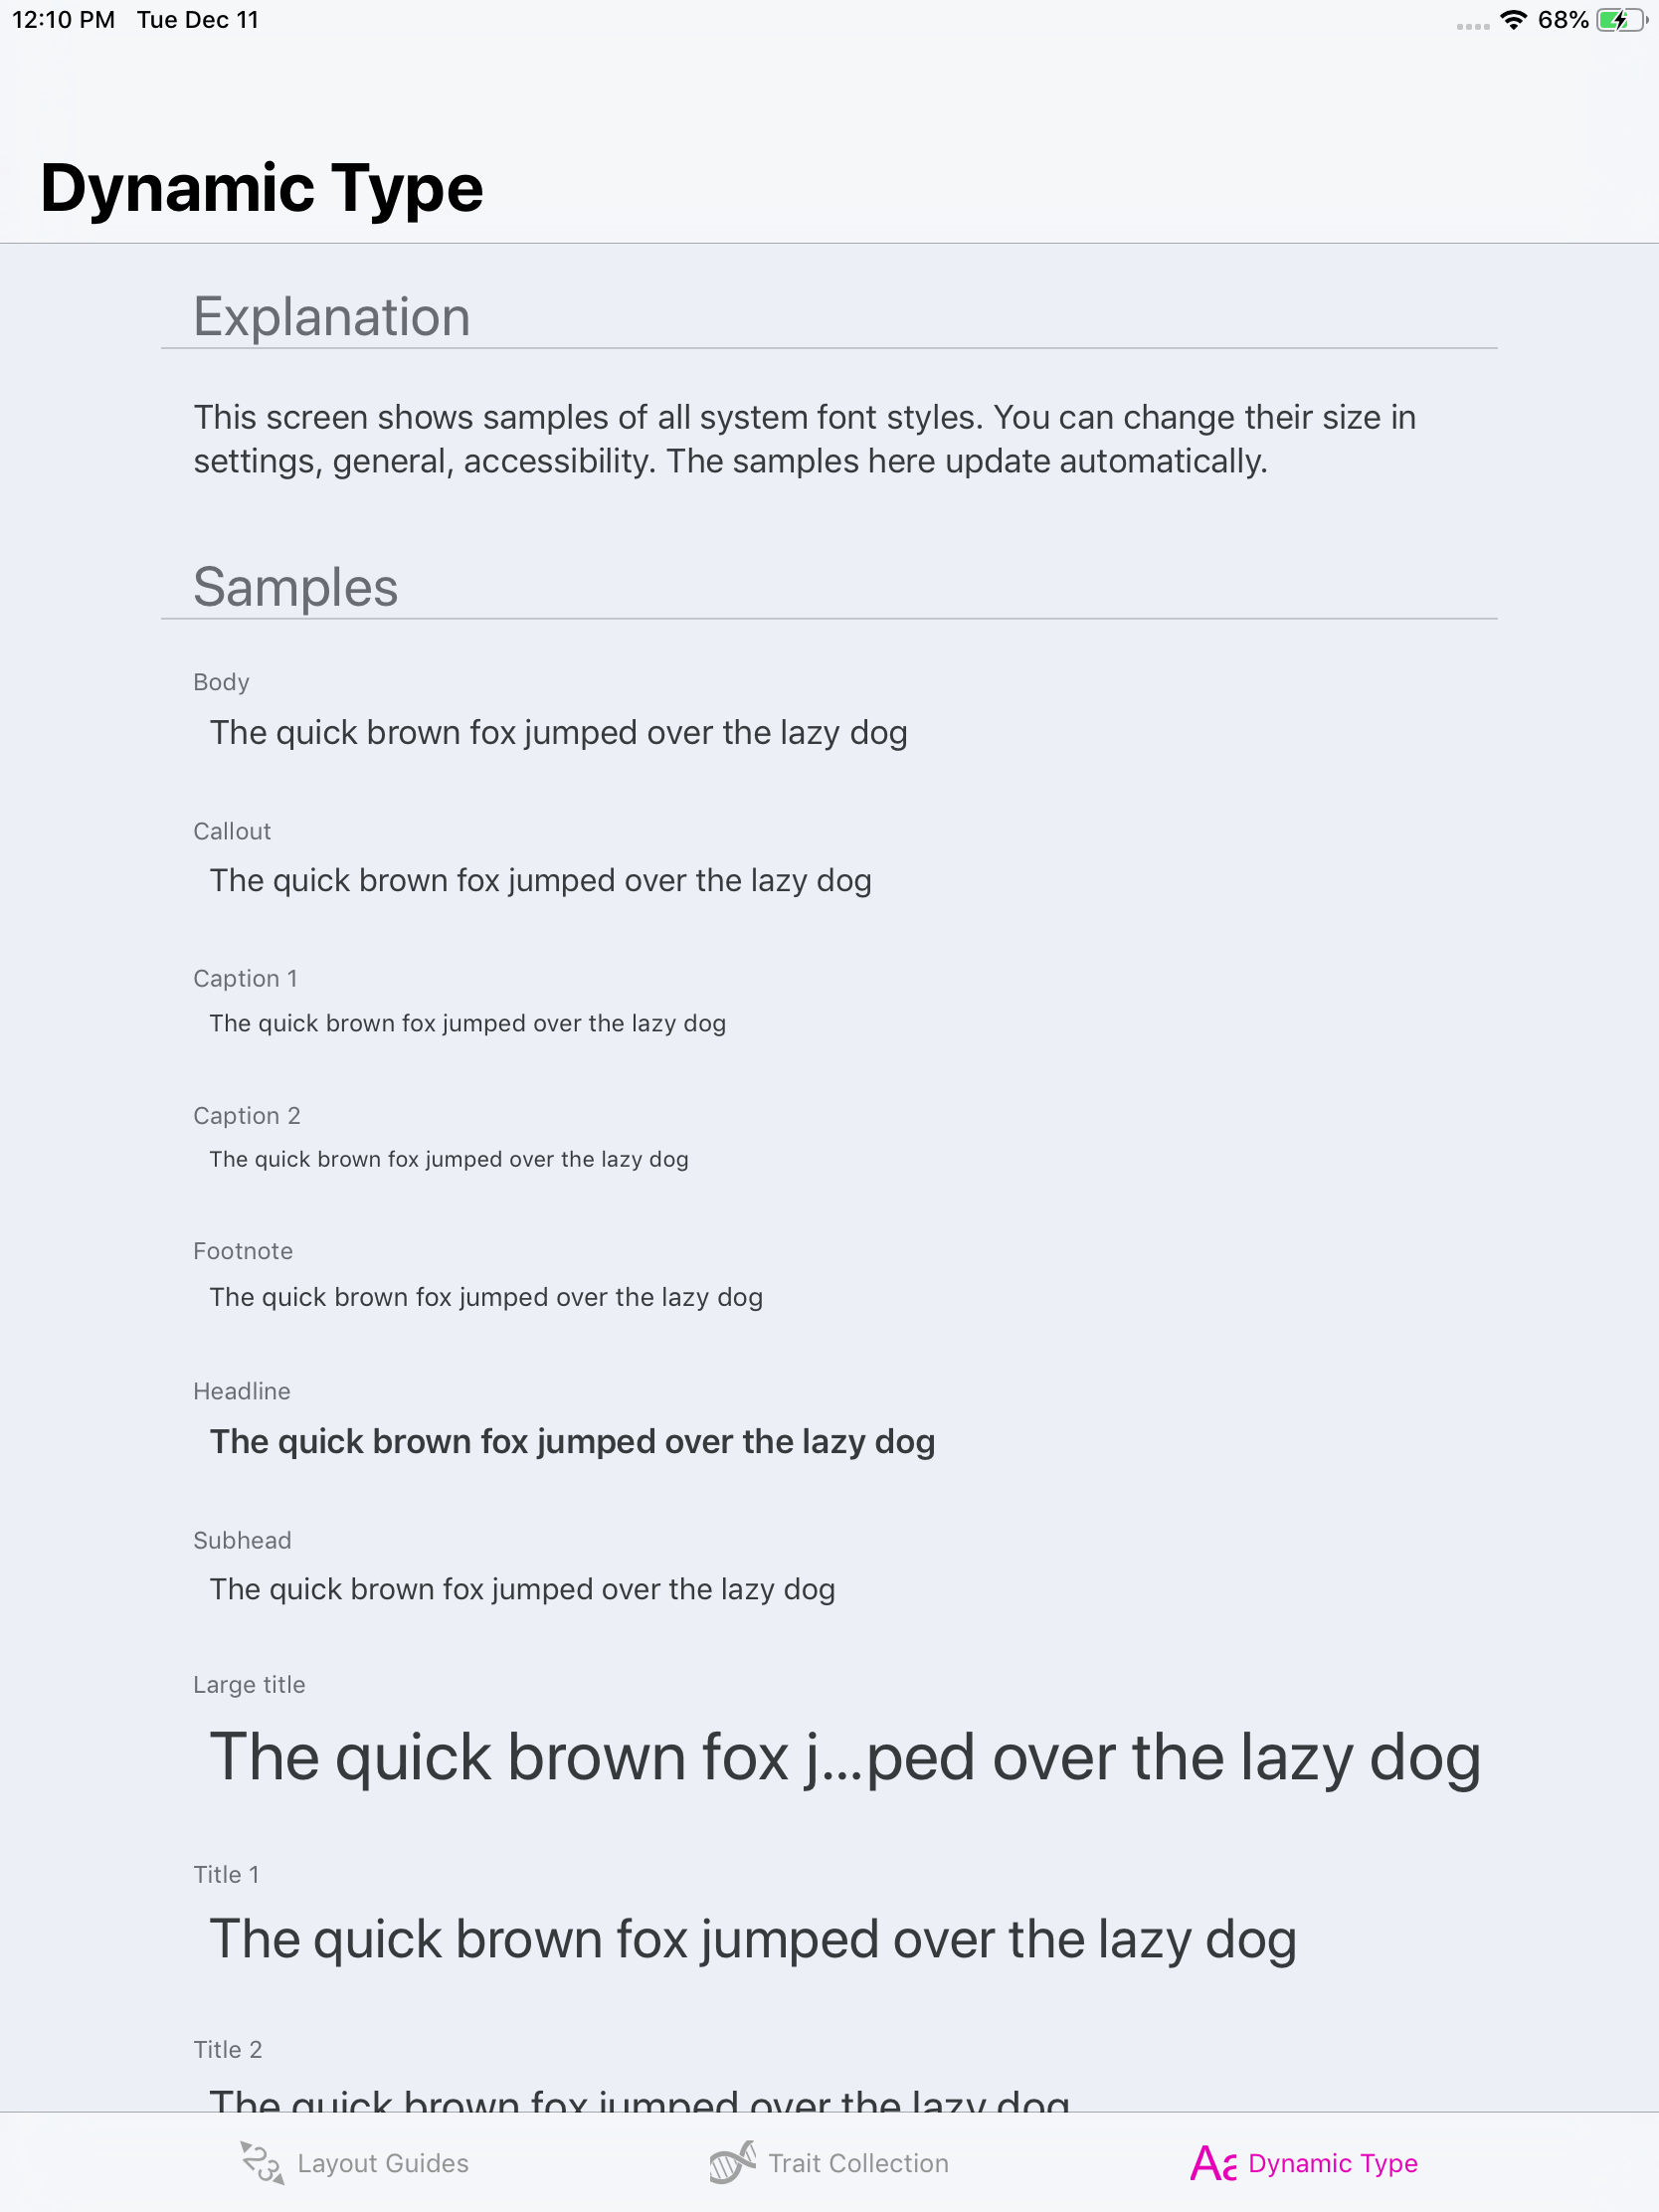 12:10 PM Tue Dec 11 68%
Dynamic Type
Explanation
This screen shows samples of all system font styles. You can change their size in
settings, general, accessibility. The samples here update automatically.
Samples
Body
The quick brown fox jumped over the lazy dog
Callout
The quick brown fox jumped over the lazy dog
Caption 1
The quick brown fox jumped over the lazy dog
Caption 2
The quick brown fox jumped over the lazy dog
Footnote
The quick brown fox jumped over the lazy dog
Headline
The quick brown fox jumped over the lazy dog
Subhead
The quick brown fox jumped over the lazy dog
Large title
The quick brown fox j...ped over the lazy dog
Title 1
The quick brown fox jumped over the lazy dog
Title 2
The quick brown fox jumped over the lazy dog
23 Layout Guides Trait Collection Aa Dynamic Type